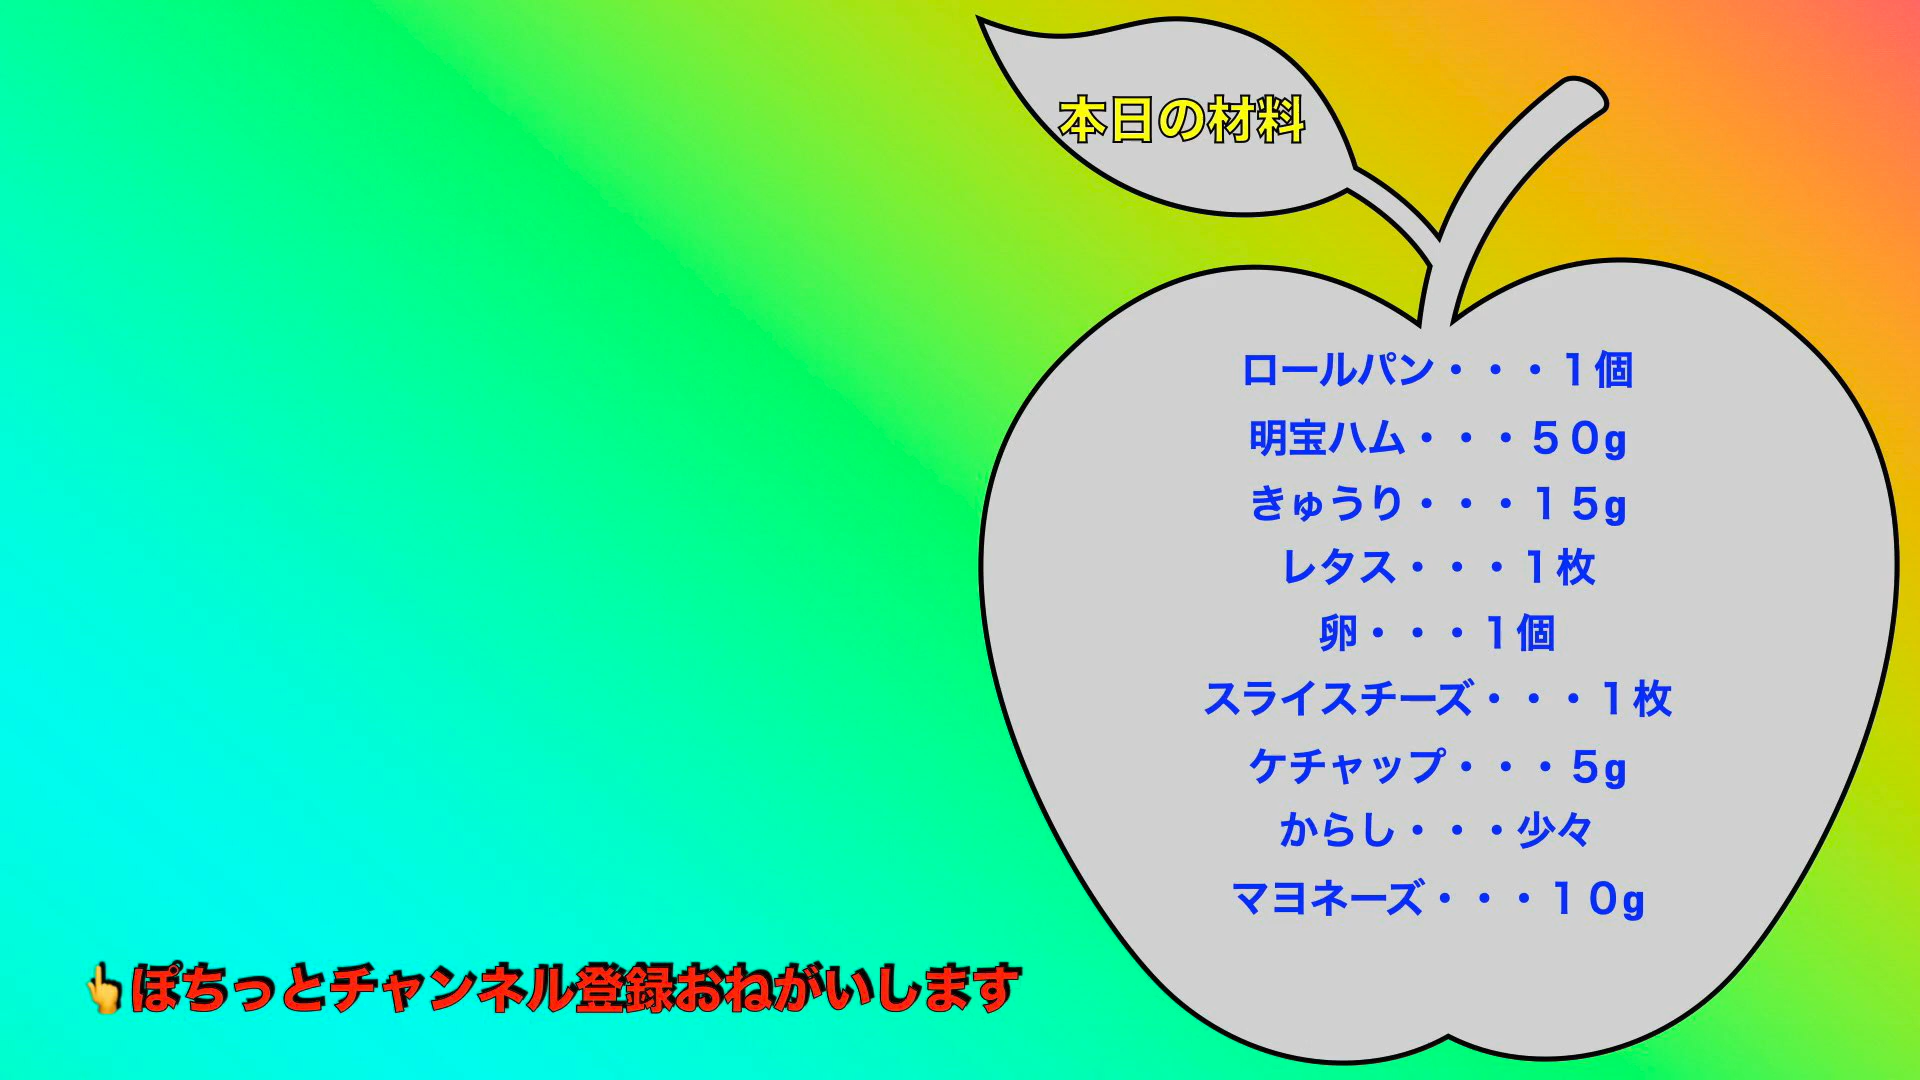 本日の材料
ロールパン・・・１個
明宝ハム・・・５０g
きゅうり・・・１５g
レタス・・・１枚
卵・・・１個
スライスチーズ・・・１枚
ケチャップ・・・５g
からし・・・少々
マヨネーズ・・・１０g
👆ぽちっとチャンネル登録おねがいします